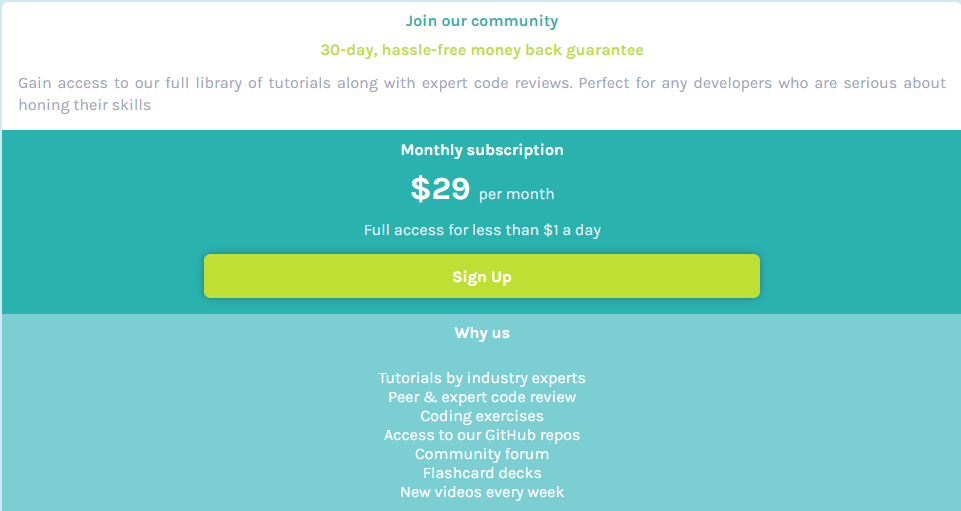 Join our community
30-day, hassle-free money back guarantee
Gain access to our full library of tutorials along with expert code reviews. Perfect for any developers who are serious about
honing their skills
Monthly subscription
$29 per month
Full access for less than $1 a day
Sign Up
Why us
Tutorials by industry experts
Peer & expert code review
Coding exercises
Access to our GitHub repos
Community forum
Flashcard decks
New videos every week